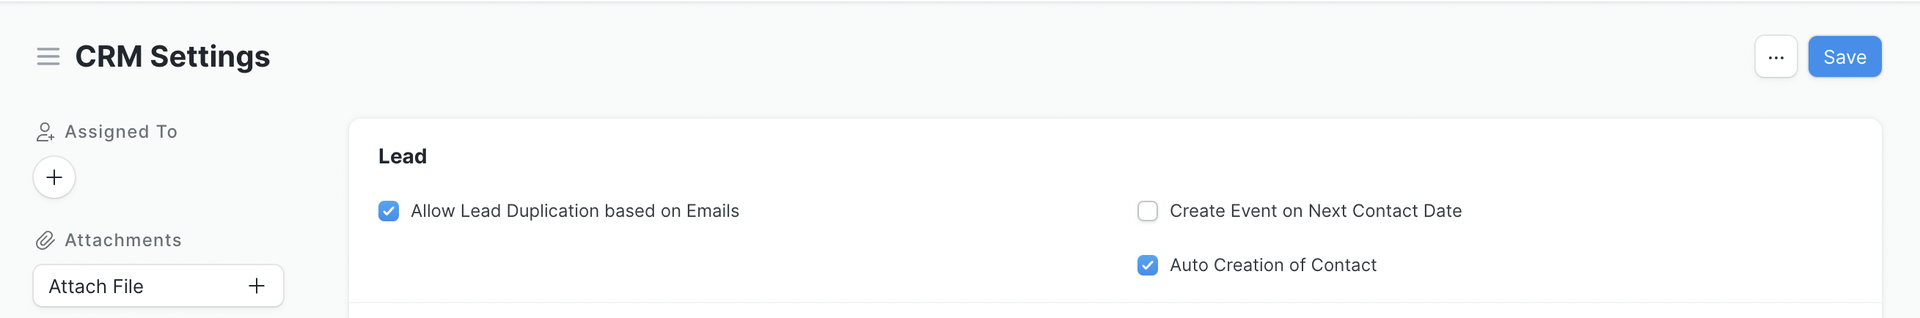 CRM Settings
Save
Assigned To
Attachments
Attach File
Lead
Allow Lead Duplication based on Emails
Create Event on Next Contact Date
Auto Creation of Contact